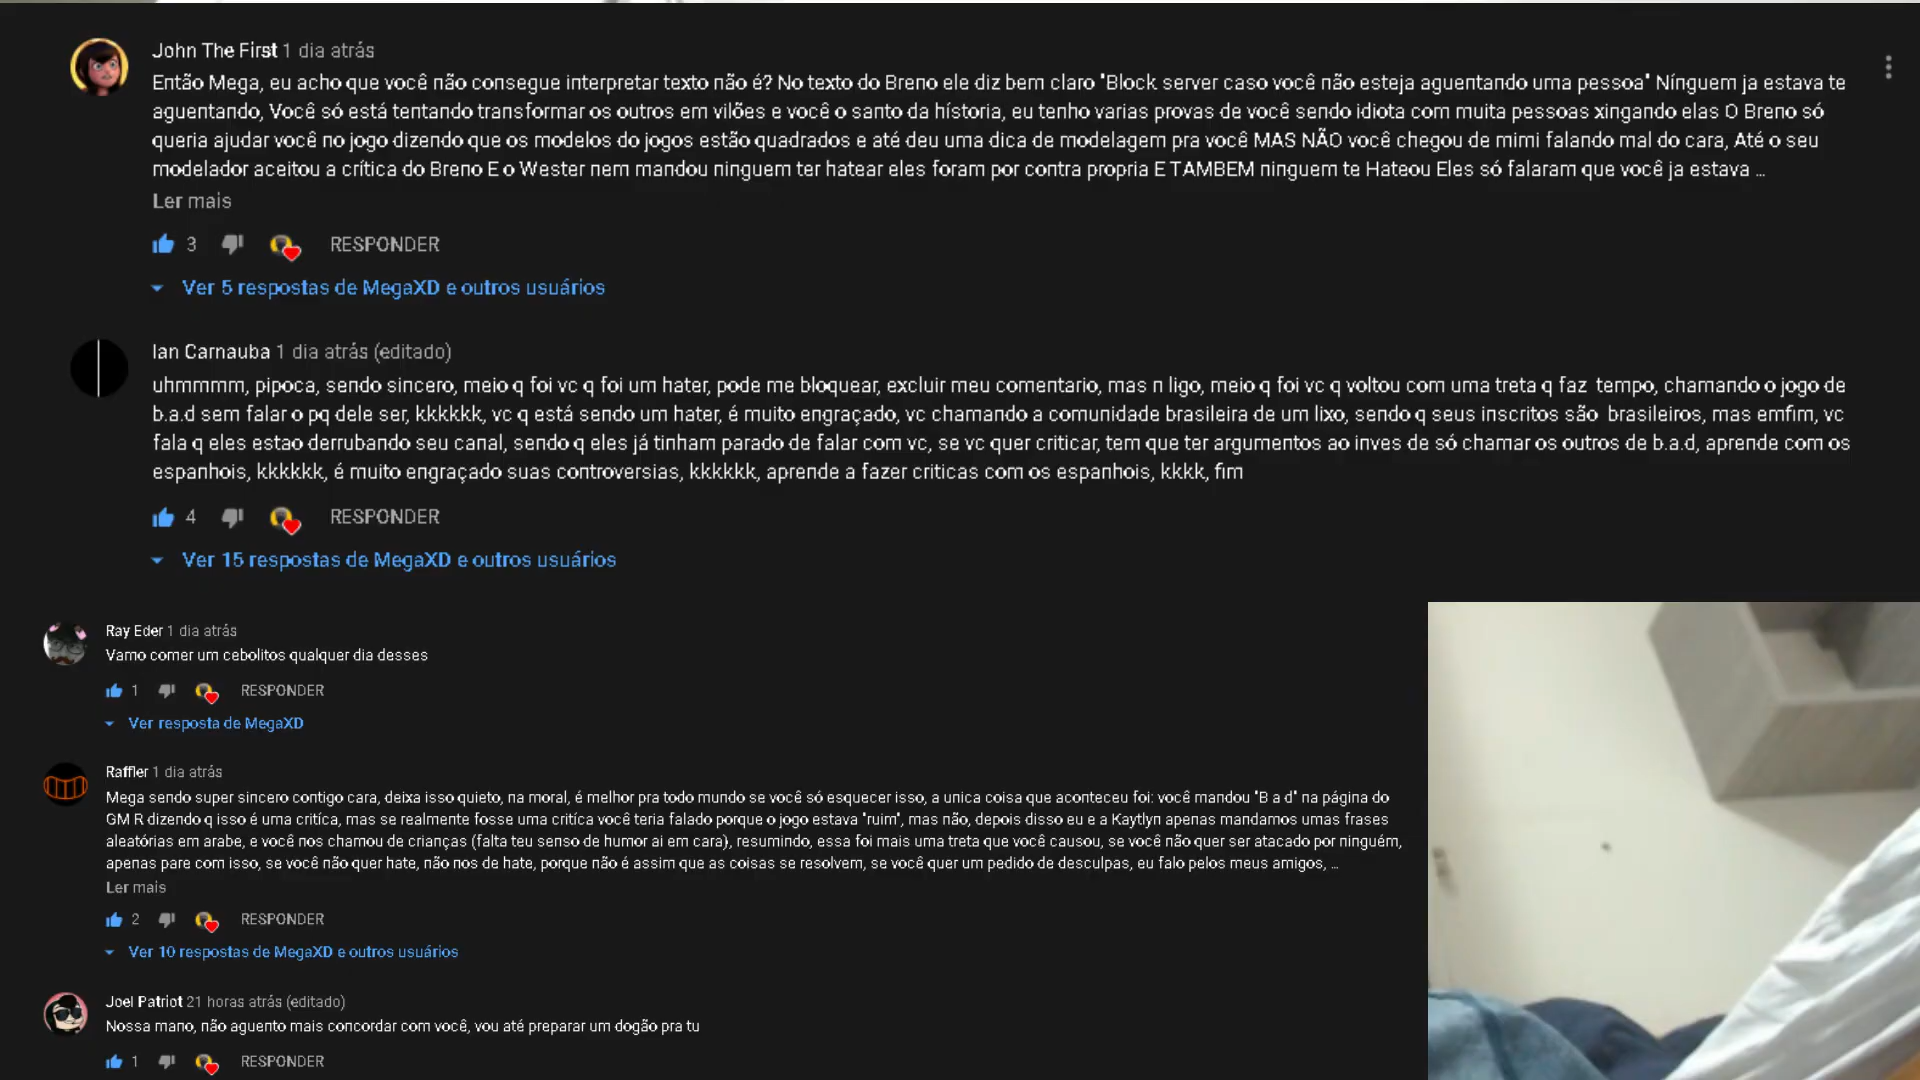 John The First 1 dia atrás
Então Mega, eu acho que você não consegue interpretar texto não é? No texto do Breno ele diz bem claro "Block server caso você não esteja aguentando uma pessoa" Nínguem ja estava te
aguentando, Você só está tentando transformar os outros em vilões e você o santo da hístoria, eu tenho varias provas de você sendo idiota com muita pessoas xingando elas O Breno só
queria ajudar você no jogo dizendo que os modelos do jogos estão quadrados e até deu uma dica de modelagem pra você MAS NÃO você chegou de mimi falando mal do cara, Até o seu
modelador aceitou a crítica do Breno E o Wester nem mandou ninguem ter hatear eles foram por contra propria E TAMBEM ninguem te Hateou Eles só falaram que você ja estava ...
Ler mais
3 RESPONDER
Ver 5 respostas de MegaXD e outros usuários
Ian Carnauba 1 dia atrás (editado)
uhmmmm, pipoca, sendo sincero, meio q foi vc q foi um hater, pode me bloquear, excluir meu comentario, mas n ligo, meio q foi vc q voltou com uma treta q faz tempo, chamando o jogo de
b.a.d sem falar o pq dele ser, kkkkkk, vc q está sendo um hater, é muito engraçado, vc chamando a comunidade brasileira de um lixo, sendo q seus inscritos são brasileiros, mas emfim, vc
fala q eles estao derrubando seu canal, sendo q eles já tinham parado de falar com vc, se vc quer criticar, tem que ter argumentos ao inves de só chamar os outros de b.a.d, aprende com os
espanhois, kkkkkk, é muito engraçado suas controversias, kkkkkk, aprende a fazer criticas com os espanhois, kkkk, fim
4 RESPONDER
Ver 15 respostas de MegaXD e outros usuários
Ray Eder 1 dia atrás
Vamo comer um cebolitos qualquer dia desses
1 RESPONDER
Ver resposta de MegaXD
Raffler 1 dia atrás
Mega sendo super sincero contigo cara, deixa isso quieto, na moral, é melhor pra todo mundo se você só esquecer isso, a unica coisa que aconteceu foi: você mandou "B a d" na página do
GM R dizendo q isso é uma critíca, mas se realmente fosse uma critíca você teria falado porque o jogo estava "ruim", mas não, depois disso eu e a Kaytlyn apenas mandamos umas frases
aleatórias em arabe, e você nos chamou de crianças (falta teu senso de humor ai em cara), resumindo, essa foi mais uma treta que você causou, se você não quer ser atacado por ninguém,
apenas pare com isso, se você não quer hate, não nos de hate, porque não é assim que as coisas se resolvem, se você quer um pedido de desculpas, eu falo pelos meus amigos, ...
Ler mais
2 RESPONDER
Ver 10 respostas de MegaXD e outros usuários
Joel Patriot 21 horas atrás (editado)
Nossa mano, não aguento mais concordar com você, vou até preparar um dogão pra tu
1 RESPONDER